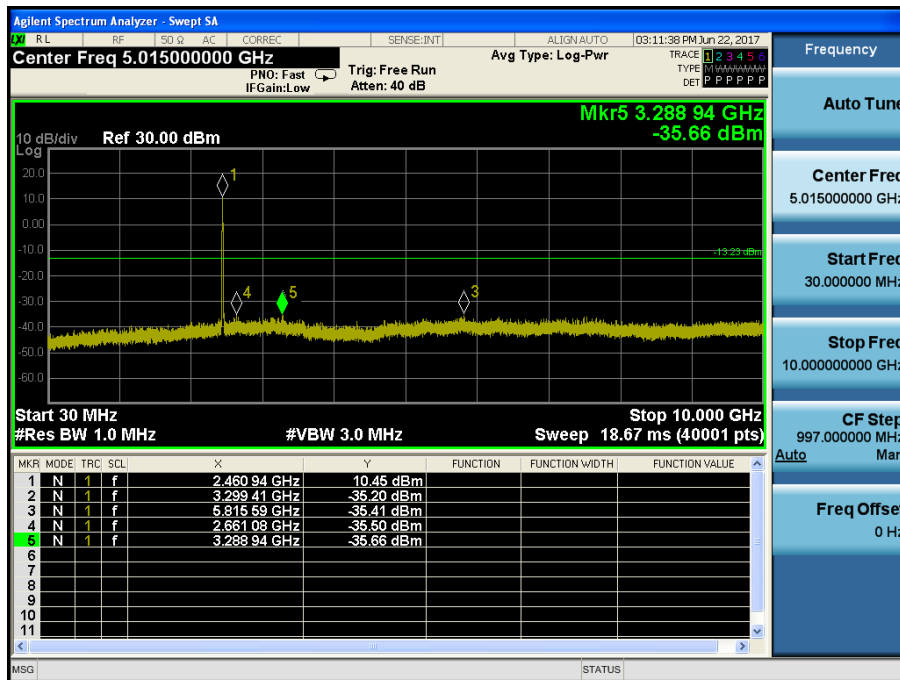 Agilent Spectrum Analyzer - Swept SA
LXI RL RF 50 Ω AC CORREC SENSE:INT ALIGNAUTO 03:11:38 PM Jun 22, 2017
Center Freq 5.015000000 GHz
PNO: Fast
IFGain:Low
Trig: Free Run
Atten: 40 dB
Avg Type: Log-Pwr
TRACE 1 2 3 4 5 6
TYPE M
DET P P P P P P
Mkr5 3.288 94 GHz
-35.66 dBm
10 dB/div Ref 30.00 dBm
Log
20.0
10.0
0.00
-10.0
-20.0
-30.0
-40.0
-50.0
-60.0
1
4
5
3
-13.23 dBm
Start 30 MHz Stop 10.000 GHz
#Res BW 1.0 MHz #VBW 3.0 MHz Sweep 18.67 ms (40001 pts)
MKR MODE TRC SCL X Y FUNCTION FUNCTION WIDTH FUNCTION VALUE
1 N 1 f 2.460 94 GHz 10.45 dBm
2 N 1 f 3.299 41 GHz -35.20 dBm
3 N 1 f 5.815 59 GHz -35.41 dBm
4 N 1 f 2.661 08 GHz -35.50 dBm
5 N 1 f 3.288 94 GHz -35.66 dBm
6
7
8
9
10
11
MSG STATUS
Frequency
Auto Tune
Center Freq
5.015000000 GHz
Start Freq
30.000000 MHz
Stop Freq
10.000000000 GHz
CF Step
997.000000 MHz
Auto Man
Freq Offset
0 Hz